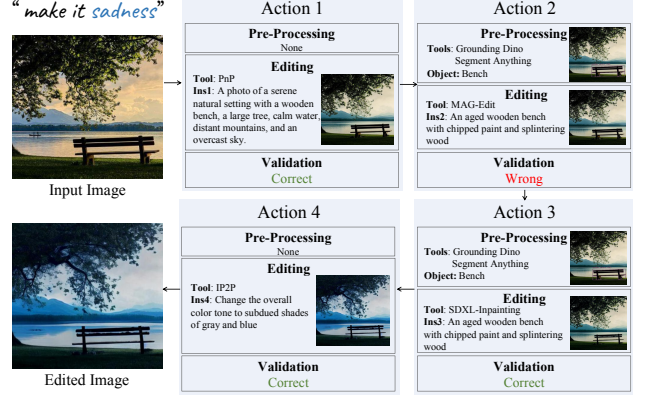 “ make it sadness”
Input Image
Action 1
Pre-Processing
None
Editing
Tool: PnP
Ins1: A photo of a serene
natural setting with a wooden
bench, a large tree, calm water,
distant mountains, and an
overcast sky.
Validation
Correct
Action 2
Pre-Processing
Tools: Grounding Dino
Segment Anything
Object: Bench
Editing
Tool: MAG-Edit
Ins2: An aged wooden bench
with chipped paint and splintering
wood
Validation
Wrong
Action 3
Pre-Processing
Tools: Grounding Dino
Segment Anything
Object: Bench
Editing
Tool: SDXL-Inpainting
Ins3: An aged wooden bench
with chipped paint and splintering
wood
Validation
Correct
Action 4
Pre-Processing
None
Editing
Tool: IP2P
Ins4: Change the overall
color tone to subdued shades
of gray and blue
Validation
Correct
Edited Image